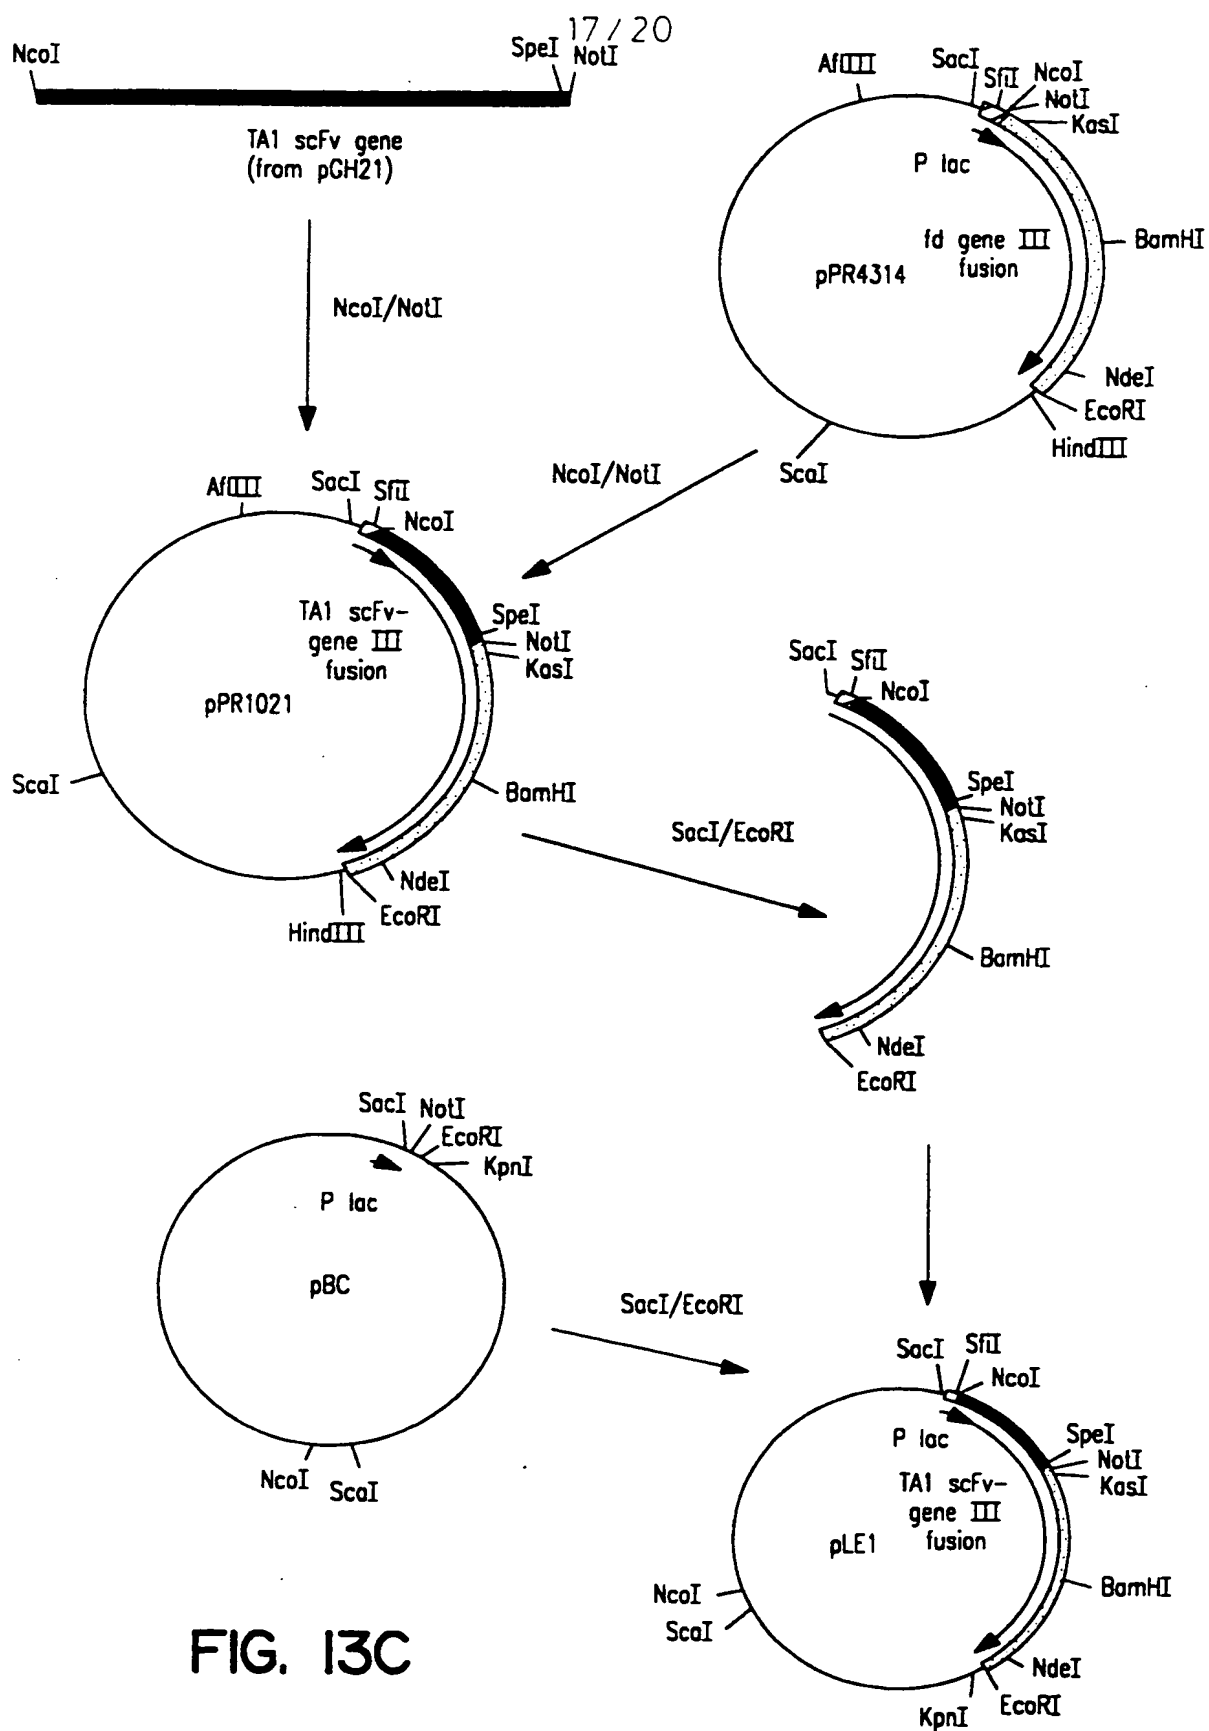 17/20
NcoI
SpeI
NotI
TA1 scFv gene
(from pGH21)
NcoI/NotI
AflIII
SacI
SfiI
NcoI
NotI
KasI
P lac
fd gene III
fusion
pPR4314
BamHI
NdeI
EcoRI
HindIII
ScaI
NcoI/NotI
AflIII
SacI
SfiI
NcoI
TA1 scFv-
gene III
fusion
pPR1021
SpeI
NotI
KasI
ScaI
BamHI
NdeI
EcoRI
HindIII
SacI/EcoRI
SacI
SfiI
NcoI
SpeI
NotI
KasI
BamHI
NdeI
EcoRI
SacI
NotI
EcoRI
KpnI
P lac
pBC
NcoI
ScaI
SacI/EcoRI
SacI
SfiI
NcoI
P lac
SpeI
NotI
KasI
TA1 scFv-
gene III
fusion
pLE1
BamHI
NcoI
ScaI
NdeI
EcoRI
KpnI
FIG. 13C